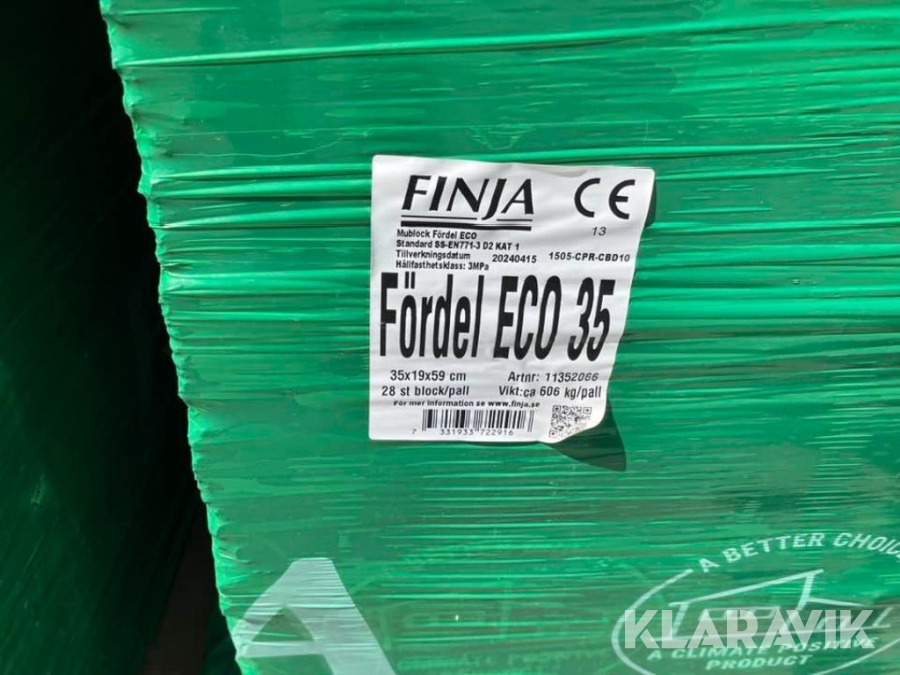 FINJA CE
13
Mublock Fördel ECO
Standard SS-EN771-3 D2 KAT 1
Tillverkningsdatum 20240415 1505-CPR-CBD10
Hållfasthetsklass: 3MPa
Fördel ECO 35
35x19x59 cm Artnr: 11352066
28 st block/pall Vikt:ca 606 kg/pall
För mer information se www.finja.se
7 331933 722916
A BETTER CHOICE
KLARAVIK
A CLIMATE POSITIVE
PRODUCT